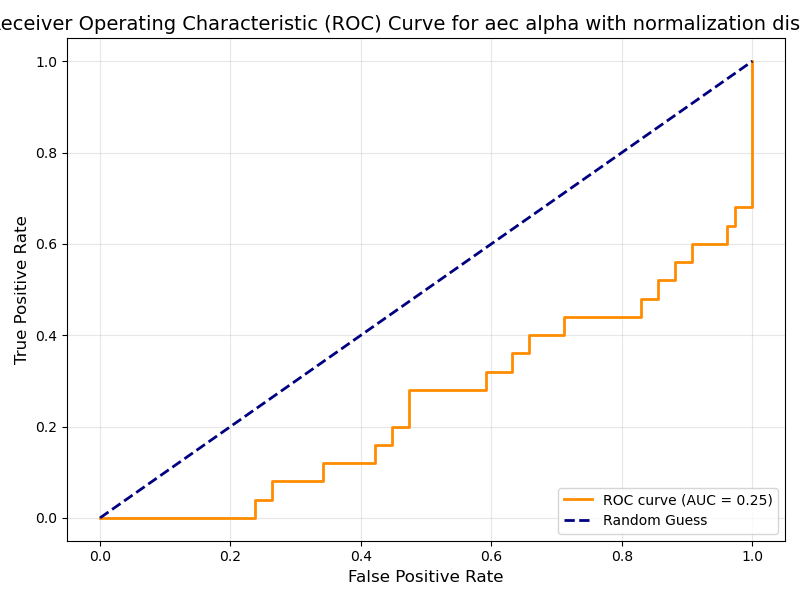 eceiver Operating Characteristic (ROC) Curve for aec alpha with normalization dis
1.0
0.8
0.6
0.4
0.2
0.0
True Positive Rate
ROC curve (AUC = 0.25)
Random Guess
0.0 0.2 0.4 0.6 0.8 1.0
False Positive Rate